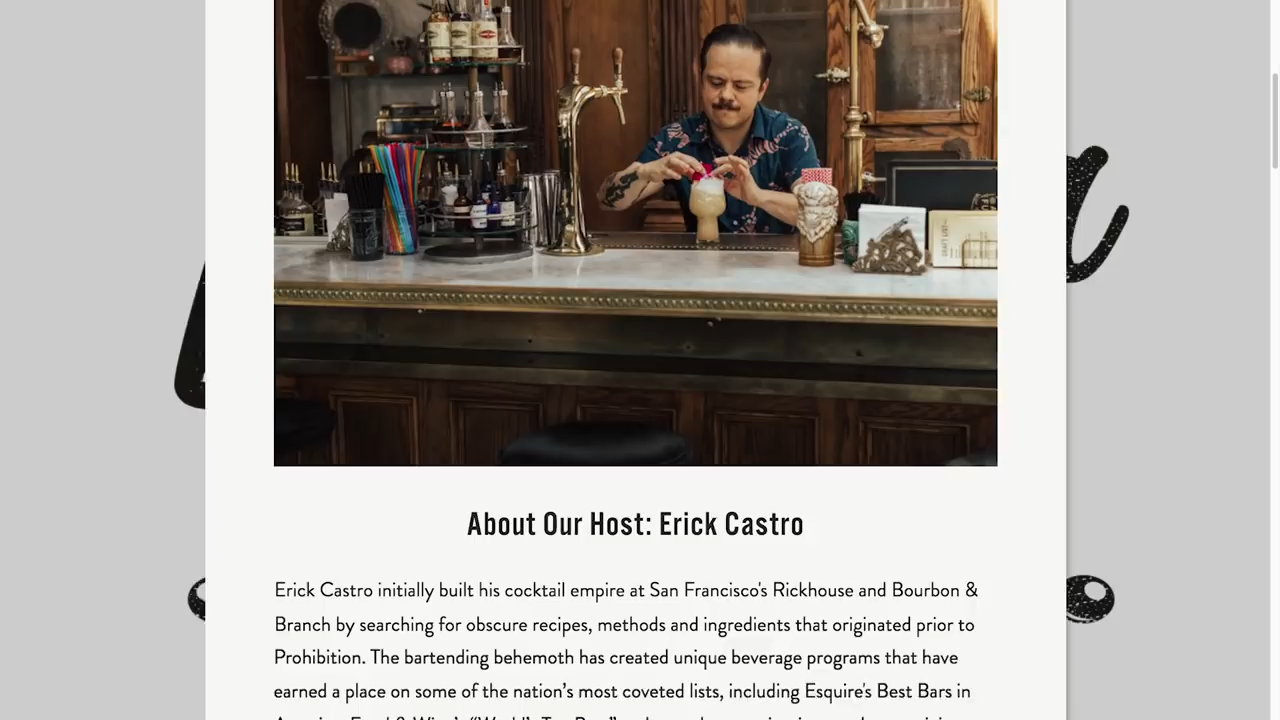 About Our Host: Erick Castro
Erick Castro initially built his cocktail empire at San Francisco's Rickhouse and Bourbon &
Branch by searching for obscure recipes, methods and ingredients that originated prior to
Prohibition. The bartending behemoth has created unique beverage programs that have
earned a place on some of the nation’s most coveted lists, including Esquire's Best Bars in